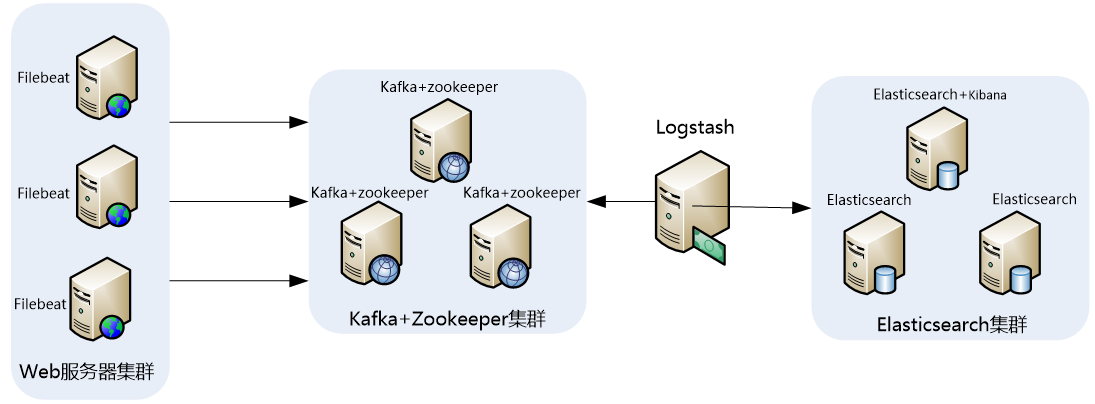 Filebeat
Filebeat
Filebeat
Web服务器集群
Kafka+zookeeper
Kafka+zookeeper
Kafka+zookeeper
Kafka+Zookeeper集群
Logstash
Elasticsearch+Kibana
Elasticsearch
Elasticsearch
Elasticsearch集群